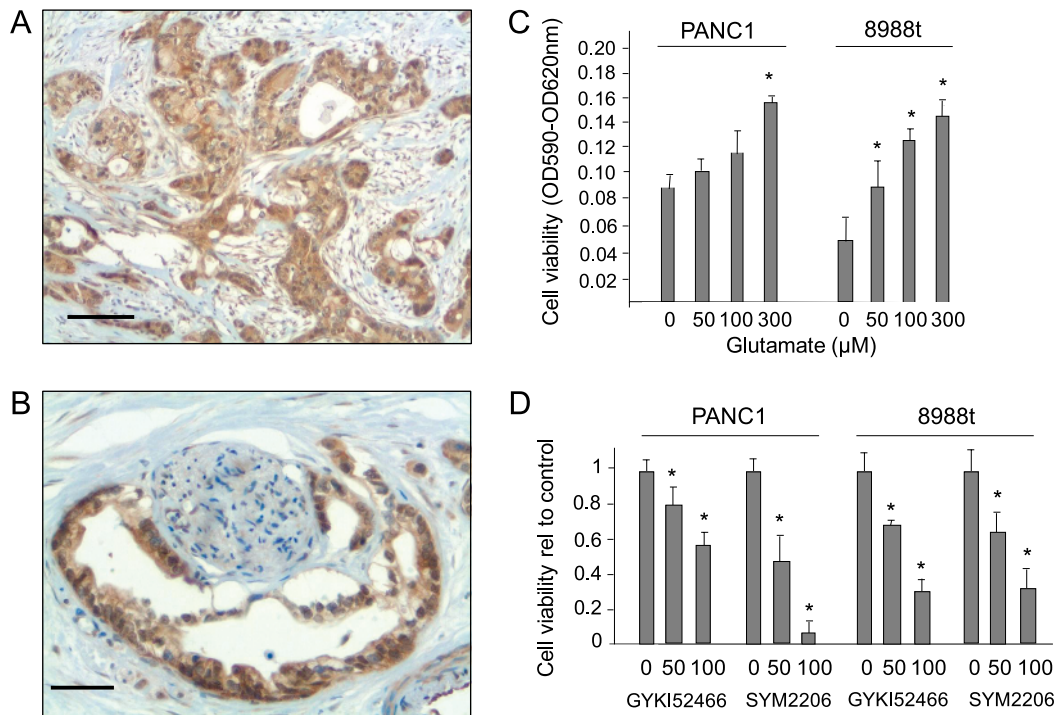 A
B
C
PANC1 8988t
Cell viability (OD590-OD620nm)
0.20
0.18
0.16
0.14
0.12
0.10
0.08
0.06
0.04
0.02
* * * *
0 50 100 300 0 50 100 300
Glutamate (µM)
D
PANC1 8988t
Cell viability rel to control
1
0.8
0.6
0.4
0.2
0
* * * * * * * *
0 50 100 0 50 100 0 50 100 0 50 100
GYKI52466 SYM2206 GYKI52466 SYM2206